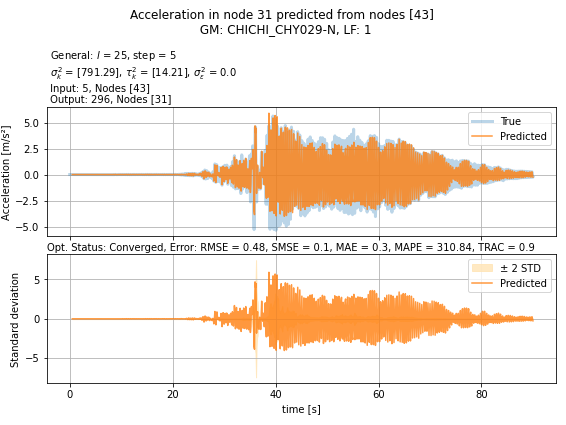 Acceleration in node 31 predicted from nodes [43]
GM: CHICHI_CHY029-N, LF: 1
General: l = 25, step = 5
σ²ₖ = [791.29], τ²ₖ = [14.21], σ²ₑ = 0.0
Input: 5, Nodes [43]
Output: 296, Nodes [31]
Acceleration [m/s²]
5.0
2.5
0.0
−2.5
−5.0
True
Predicted
Opt. Status: Converged, Error: RMSE = 0.48, SMSE = 0.1, MAE = 0.3, MAPE = 310.84, TRAC = 0.9
Standard deviation
5
0
−5
± 2 STD
Predicted
0
20
40
60
80
time [s]